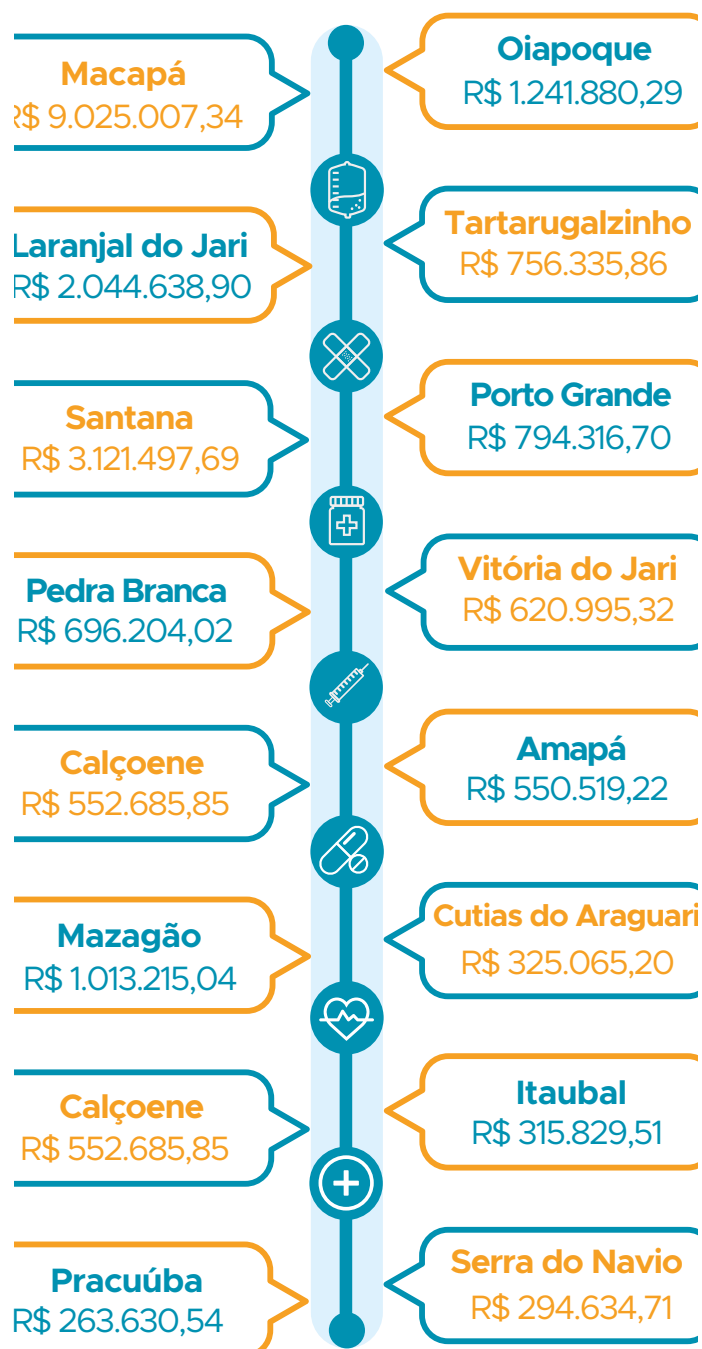 Macapá
R$ 9.025.007,34
Oiapoque
R$ 1.241.880,29
Laranjal do Jari
R$ 2.044.638,90
Tartarugalzinho
R$ 756.335,86
Santana
R$ 3.121.497,69
Porto Grande
R$ 794.316,70
Pedra Branca
R$ 696.204,02
Vitória do Jari
R$ 620.995,32
Calçoene
R$ 552.685,85
Amapá
R$ 550.519,22
Mazagão
R$ 1.013.215,04
Cutias do Araguari
R$ 325.065,20
Calçoene
R$ 552.685,85
Itaubal
R$ 315.829,51
Pracuúba
R$ 263.630,54
Serra do Navio
R$ 294.634,71